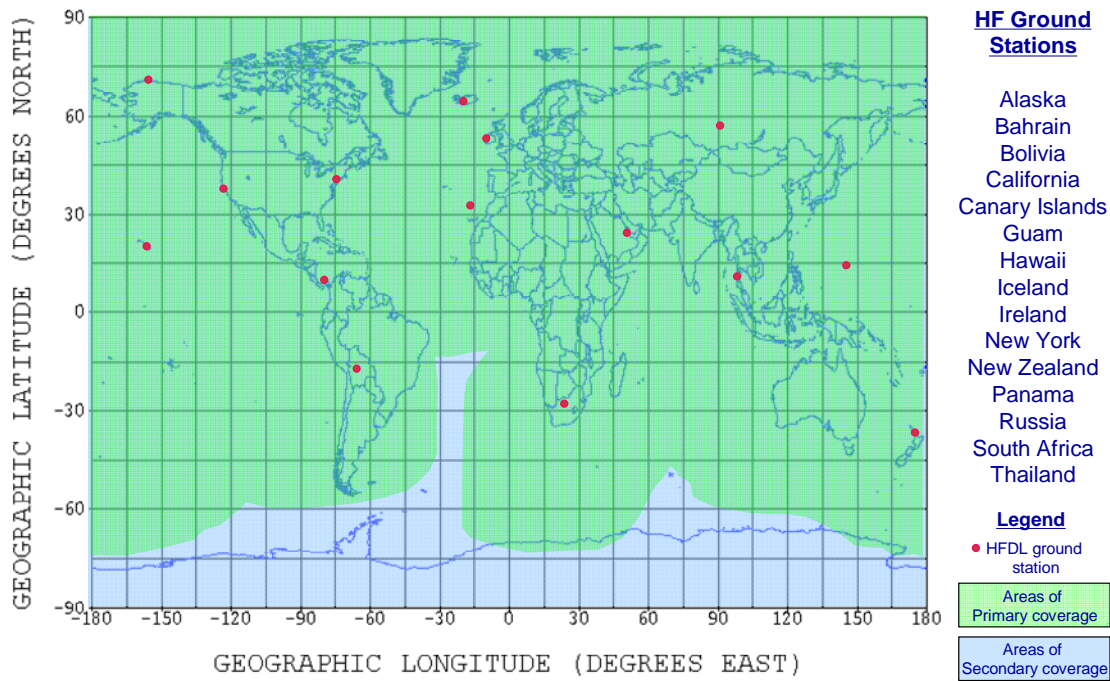 GEOGRAPHIC LATITUDE (DEGREES NORTH)
90
60
30
0
-30
-60
-90
-180 -150 -120 -90 -60 -30 0 30 60 90 120 150 180
GEOGRAPHIC LONGITUDE (DEGREES EAST)
HF Ground
Stations
Alaska
Bahrain
Bolivia
California
Canary Islands
Guam
Hawaii
Iceland
Ireland
New York
New Zealand
Panama
Russia
South Africa
Thailand
Legend
HFDL ground
station
Areas of
Primary coverage
Areas of
Secondary coverage